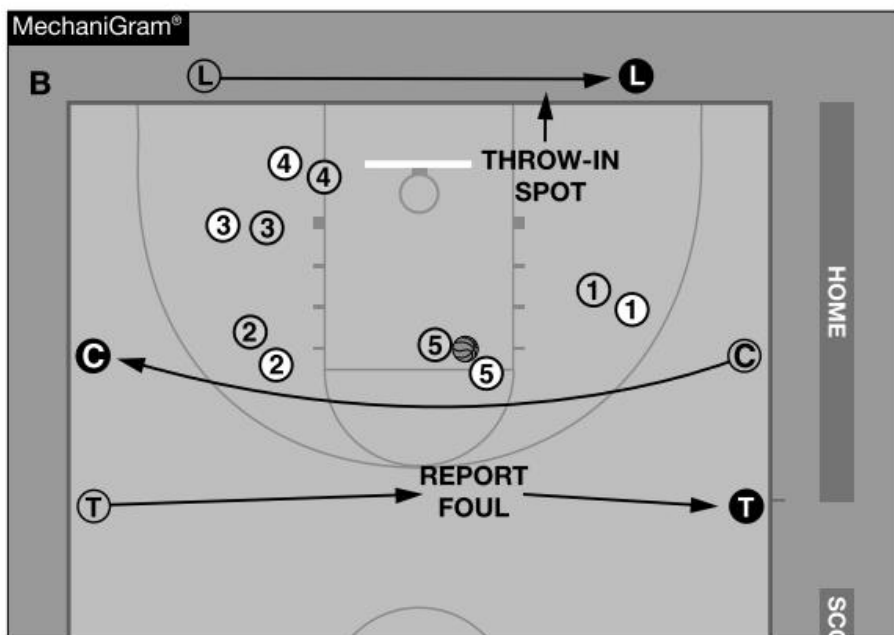 MechaniGram®
B
L
L
THROW-IN
SPOT
4
4
3
3
1
1
2
2
5
5
C
C
REPORT
FOUL
T
T
HOME
SCO